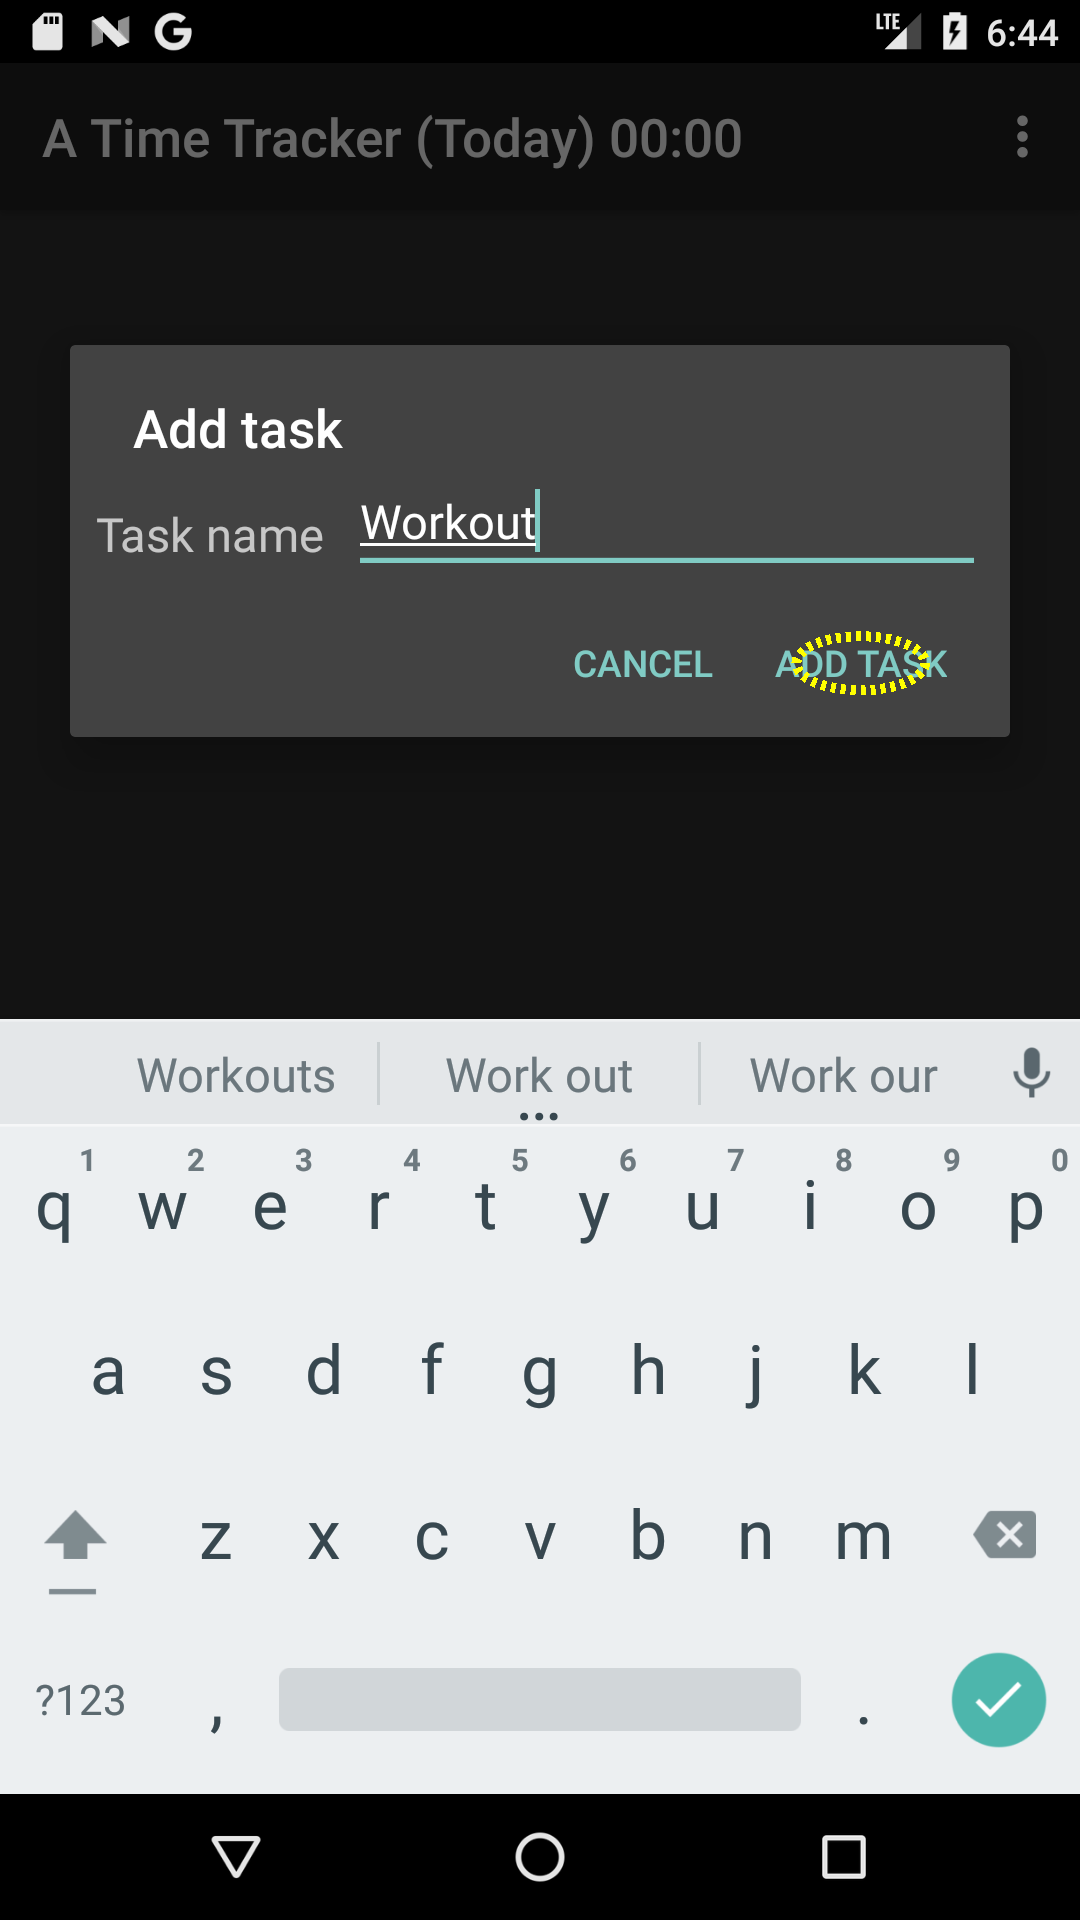 LTE 6:44
A Time Tracker (Today) 00:00
Add task
Task name Workout
CANCEL ADD TASK
Workouts Work out Work our
1 2 3 4 5 6 7 8 9 0
q w e r t y u i o p
a s d f g h j k l
z x c v b n m
?123 , .